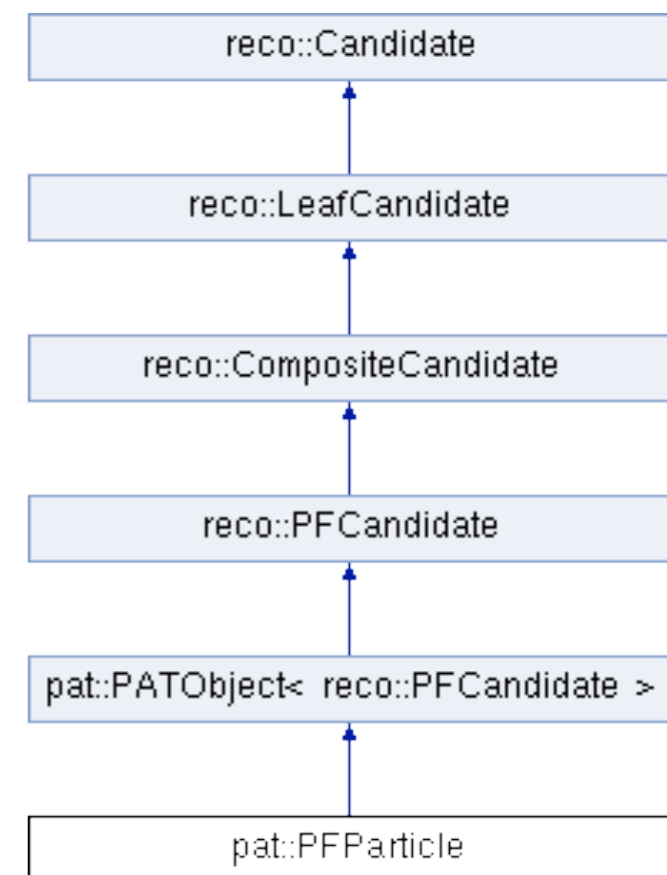 reco::Candidate
reco::LeafCandidate
reco::CompositeCandidate
reco::PFCandidate
pat::PATObject< reco::PFCandidate >
pat::PFParticle